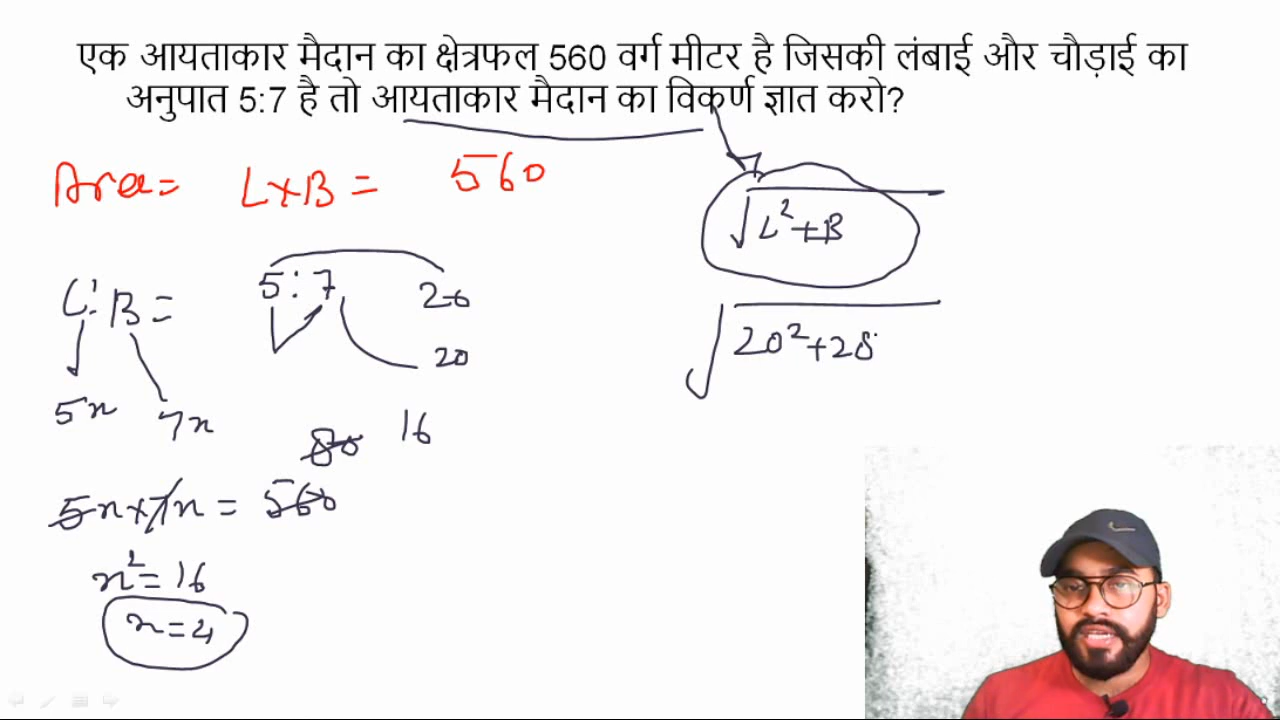 एक आयताकार मैदान का क्षेत्रफल 560 वर्ग मीटर है जिसकी लंबाई और चौड़ाई का
अनुपात 5:7 है तो आयताकार मैदान का विकर्ण ज्ञात करो?
Area = L×B = 560
√L²+B
L:B = 5:7
20
√20²+28
5x 7x
80 16
5x×7x = 560
x² = 16
x = 4